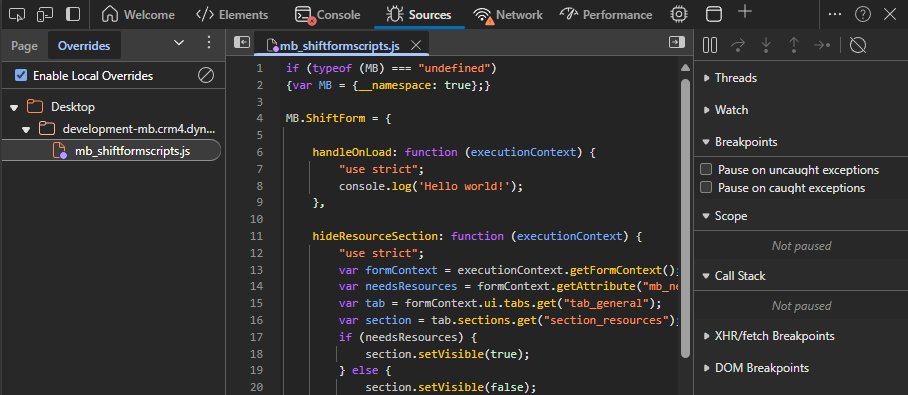 Welcome Elements Console Sources Network Performance
Page Overrides
Enable Local Overrides
Desktop
development-mb.crm4.dyn...
mb_shiftformscripts.js
mb_shiftformscripts.js
1 if (typeof (MB) === "undefined")
2 {var MB = {__namespace: true};}
3
4 MB.ShiftForm = {
5
6 handleOnLoad: function (executionContext) {
7 "use strict";
8 console.log('Hello world!');
9 },
10
11 hideResourceSection: function (executionContext) {
12 "use strict";
13 var formContext = executionContext.getFormContext();
14 var needsResources = formContext.getAttribute("mb_ne
15 var tab = formContext.ui.tabs.get("tab_general");
16 var section = tab.sections.get("section_resources");
17 if (needsResources) {
18 section.setVisible(true);
19 } else {
20 section.setVisible(false);
Threads
Watch
Breakpoints
Pause on uncaught exceptions
Pause on caught exceptions
Scope
Not paused
Call Stack
Not paused
XHR/fetch Breakpoints
DOM Breakpoints